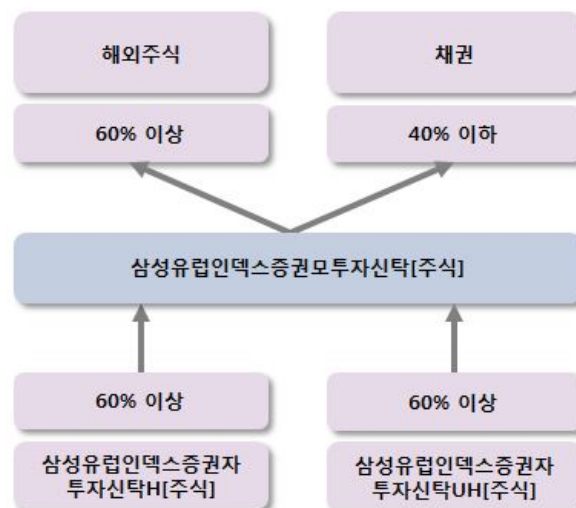 해외주식
채권
60% 이상
40% 이하
삼성유럽인덱스증권모투자신탁[주식]
60% 이상
60% 이상
삼성유럽인덱스증권자
투자신탁H[주식]
삼성유럽인덱스증권자
투자신탁UH[주식]